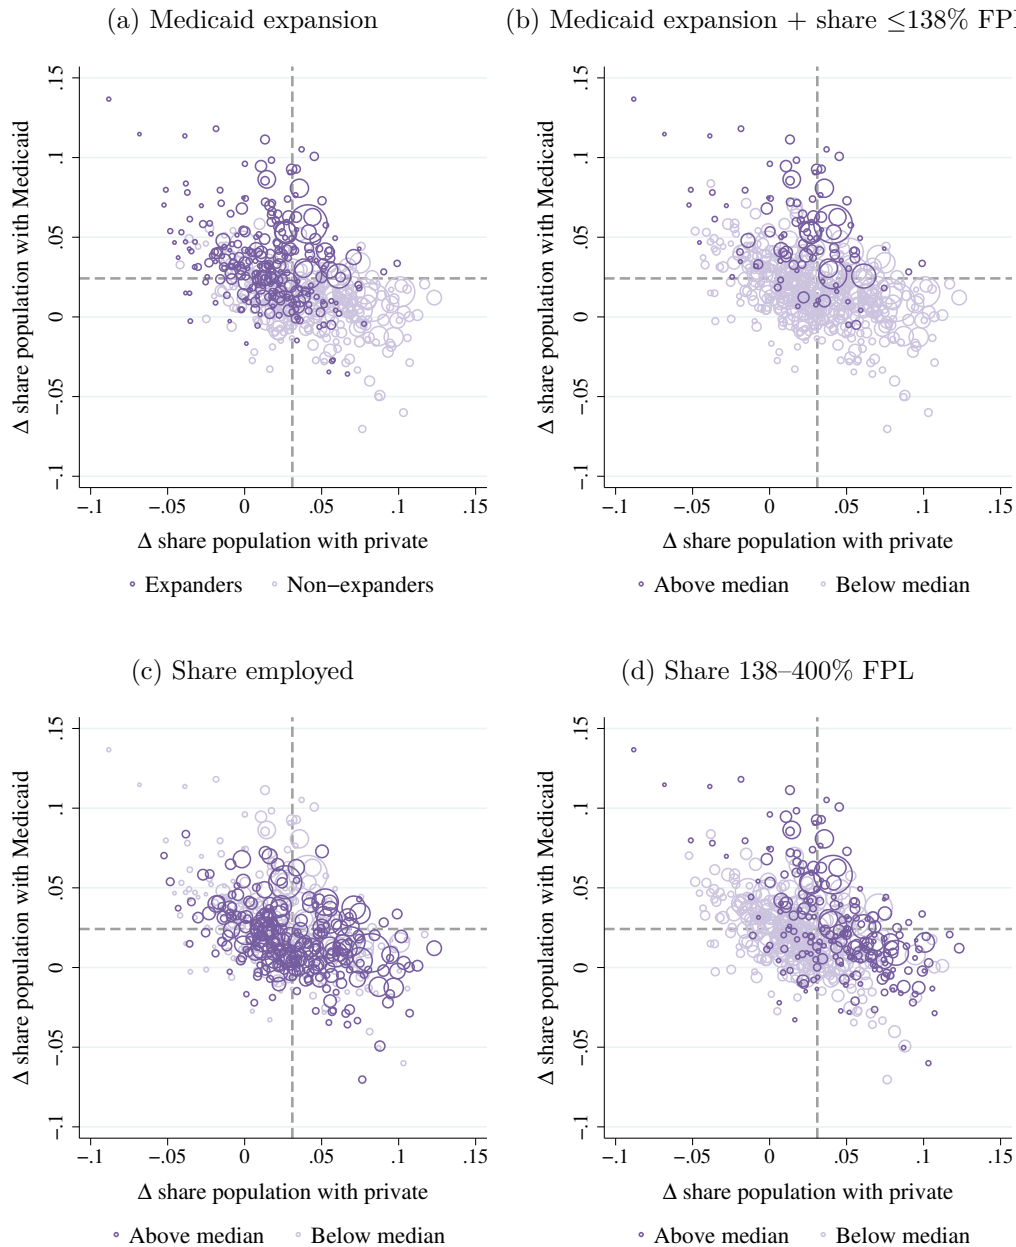 (a) Medicaid expansion
(b) Medicaid expansion + share ≤138% FPL
Δ share population with Medicaid
.15
.1
.05
0
−.05
−.1
−.1
−.05
0
.05
.1
.15
Δ share population with private
Expanders
Non−expanders
Δ share population with Medicaid
.15
.1
.05
0
−.05
−.1
−.1
−.05
0
.05
.1
.15
Δ share population with private
Above median
Below median
(c) Share employed
(d) Share 138–400% FPL
Δ share population with Medicaid
.15
.1
.05
0
−.05
−.1
−.1
−.05
0
.05
.1
.15
Δ share population with private
Above median
Below median
Δ share population with Medicaid
.15
.1
.05
0
−.05
−.1
−.1
−.05
0
.05
.1
.15
Δ share population with private
Above median
Below median